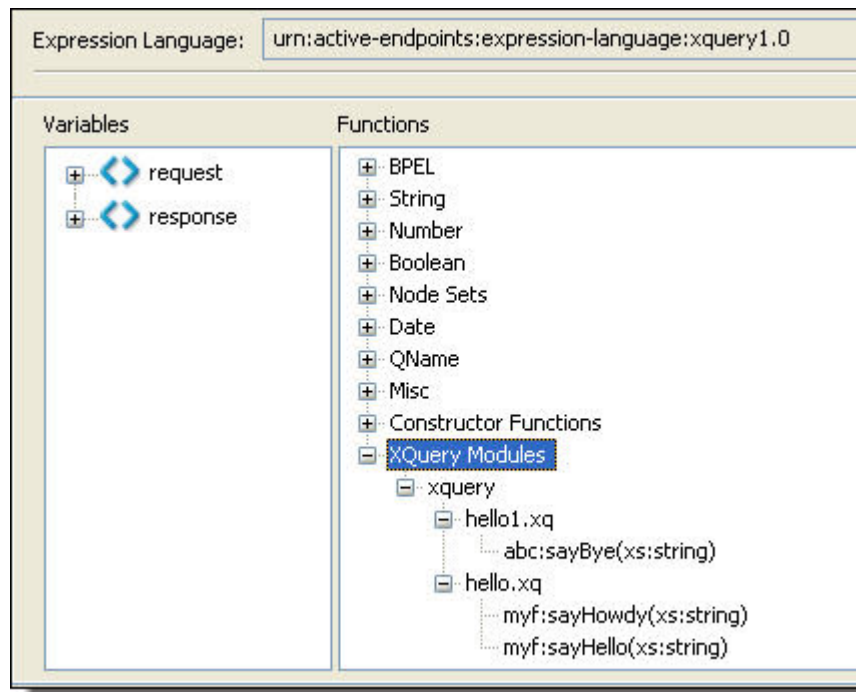 Expression Language: urn:active-endpoints:expression-language:xquery1.0
Variables
request
response
Functions
BPEL
String
Number
Boolean
Node Sets
Date
QName
Misc
Constructor Functions
XQuery Modules
xquery
hello1.xq
abc:sayBye(xs:string)
hello.xq
myf:sayHowdy(xs:string)
myf:sayHello(xs:string)